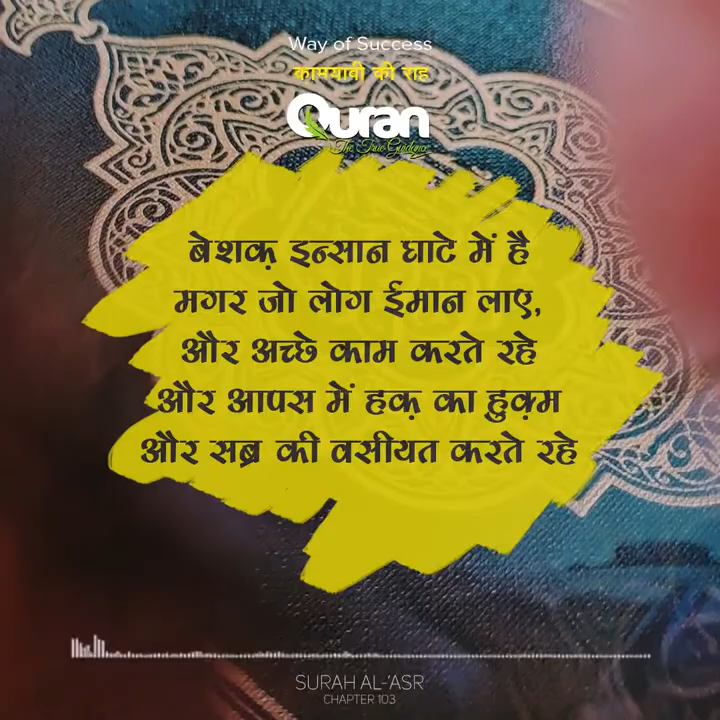 Way of Success
कामयाबी की राह
Quran
The True Guidance
बेशक़ इन्सान घाटे में है
मगर जो लोग ईमान लाए,
और अच्छे काम करते रहे
और आपस में हक़ का हुक़्म
और सब्र की वसीयत करते रहे
SURAH AL-'ASR
CHAPTER 103